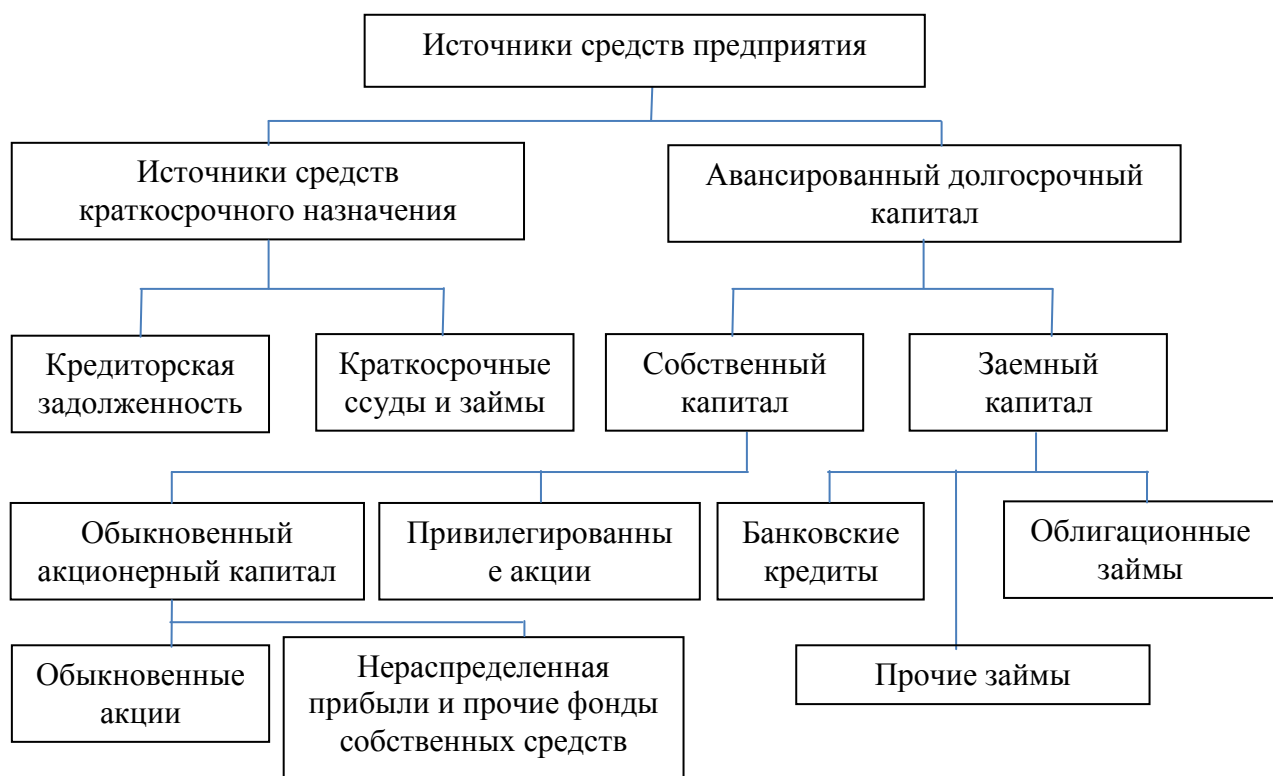 Источники средств предприятия
Источники средств
краткосрочного назначения
Авансированный долгосрочный
капитал
Кредиторская
задолженность
Краткосрочные
ссуды и займы
Собственный
капитал
Заемный
капитал
Обыкновенный
акционерный капитал
Привилегированны
е акции
Банковские
кредиты
Облигационные
займы
Обыкновенные
акции
Нераспределенная
прибыли и прочие фонды
собственных средств
Прочие займы